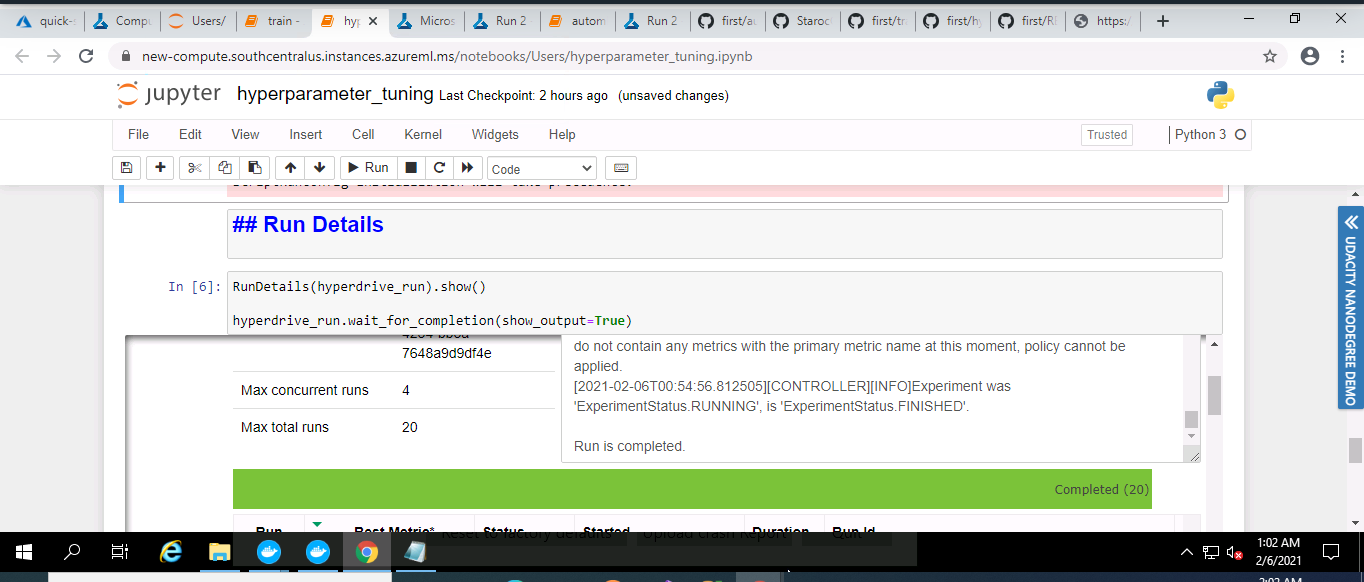 quick-s
Compu
Users/
train -
hyp
Micros
Run 2
autom
Run 2
first/au
Staroc
first/tr
first/hy
first/RE
https:/
new-compute.southcentralus.instances.azureml.ms/notebooks/Users/hyperparameter_tuning.ipynb
jupyter hyperparameter_tuning Last Checkpoint: 2 hours ago (unsaved changes)
File Edit View Insert Cell Kernel Widgets Help Trusted Python 3
Run Code
ScriptRunConfig initialization will take precedence.
## Run Details
In [6]: RunDetails(hyperdrive_run).show()
hyperdrive_run.wait_for_completion(show_output=True)
7648a9d9df4e
Max concurrent runs 4
Max total runs 20
do not contain any metrics with the primary metric name at this moment, policy cannot be
applied.
[2021-02-06T00:54:56.812505][CONTROLLER][INFO]Experiment was
'ExperimentStatus.RUNNING', is 'ExperimentStatus.FINISHED'.
Run is completed.
Completed (20)
Run Best Metric* Status Started Duration Run Id
Reset to factory defaults Upload crash Report
UDACITY NANODEGREE DEMO
1:02 AM
2/6/2021